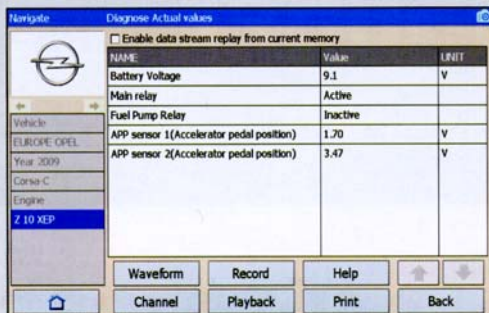 Navigate
Diagnose Actual values
Enable data stream replay from current memory
NAME Value UNIT
Battery Voltage 9.1 V
Main relay Active
Fuel Pump Relay Inactive
APP sensor 1(Accelerator pedal position) 1.70 V
APP sensor 2(Accelerator pedal position) 3.47 V
Vehicle
EUROPE OPEL
Year 2009
Corsa-C
Engine
Z 10 XEP
Waveform Record Help
Channel Playback Print Back